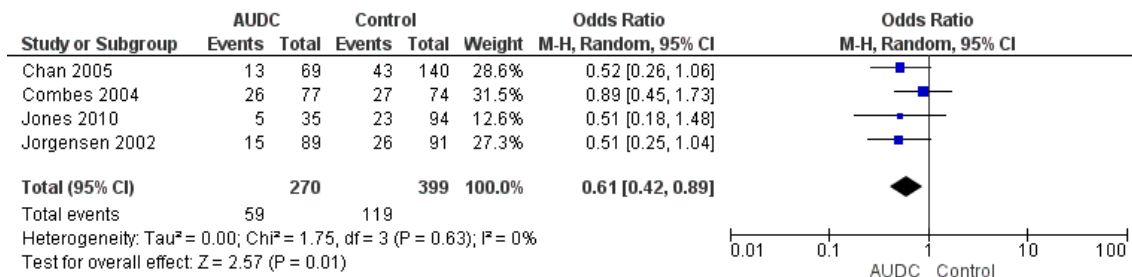 AUDC Control Odds Ratio Odds Ratio
Study or Subgroup Events Total Events Total Weight M-H, Random, 95% CI M-H, Random, 95% CI
Chan 2005 13 69 43 140 28.6% 0.52 [0.26, 1.06]
Combes 2004 26 77 27 74 31.5% 0.89 [0.45, 1.73]
Jones 2010 5 35 23 94 12.6% 0.51 [0.18, 1.48]
Jorgensen 2002 15 89 26 91 27.3% 0.51 [0.25, 1.04]
Total (95% CI) 270 399 100.0% 0.61 [0.42, 0.89]
Total events 59 119
Heterogeneity: Tau² = 0.00; Chi² = 1.75, df = 3 (P = 0.63); I² = 0%
Test for overall effect: Z = 2.57 (P = 0.01)
0.01 0.1 1 10 100
AUDC Control